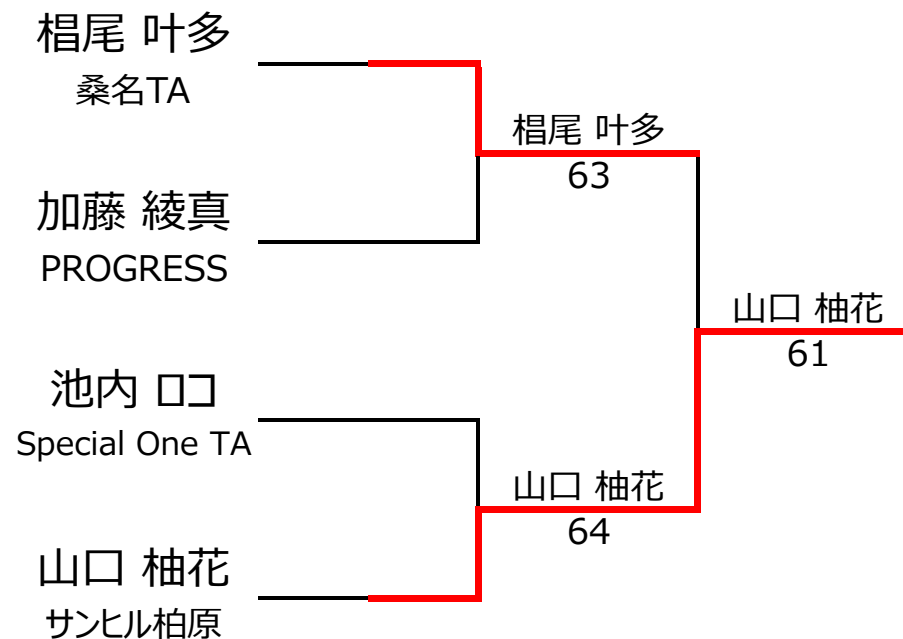 椙尾 叶多
桑名TA
加藤 綾真
PROGRESS
池内 ロコ
Special One TA
山口 柚花
サンヒル柏原
椙尾 叶多
63
山口 柚花
64
山口 柚花
61